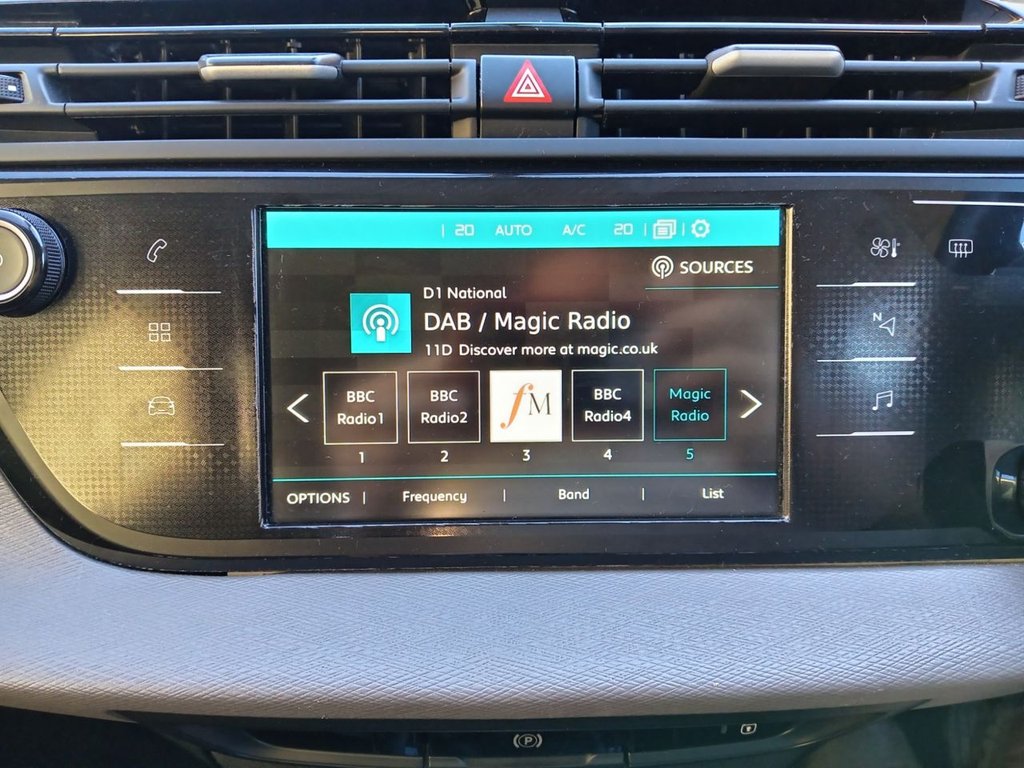 20 AUTO A/C 20
SOURCES
D1 National
DAB / Magic Radio
11D Discover more at magic.co.uk
BBC
Radio1
BBC
Radio2
fM
BBC
Radio4
Magic
Radio
1 2 3 4 5
OPTIONS Frequency Band List
N
P